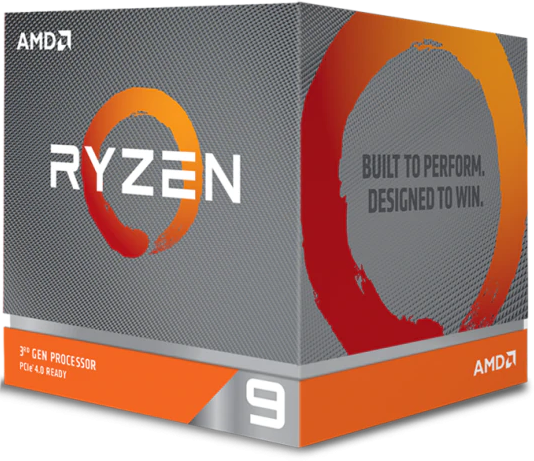 AMD
RYZEN
3RD GEN PROCESSOR
PCIe® 4.0 READY
9
BUILT TO PERFORM.
DESIGNED TO WIN.
AMD